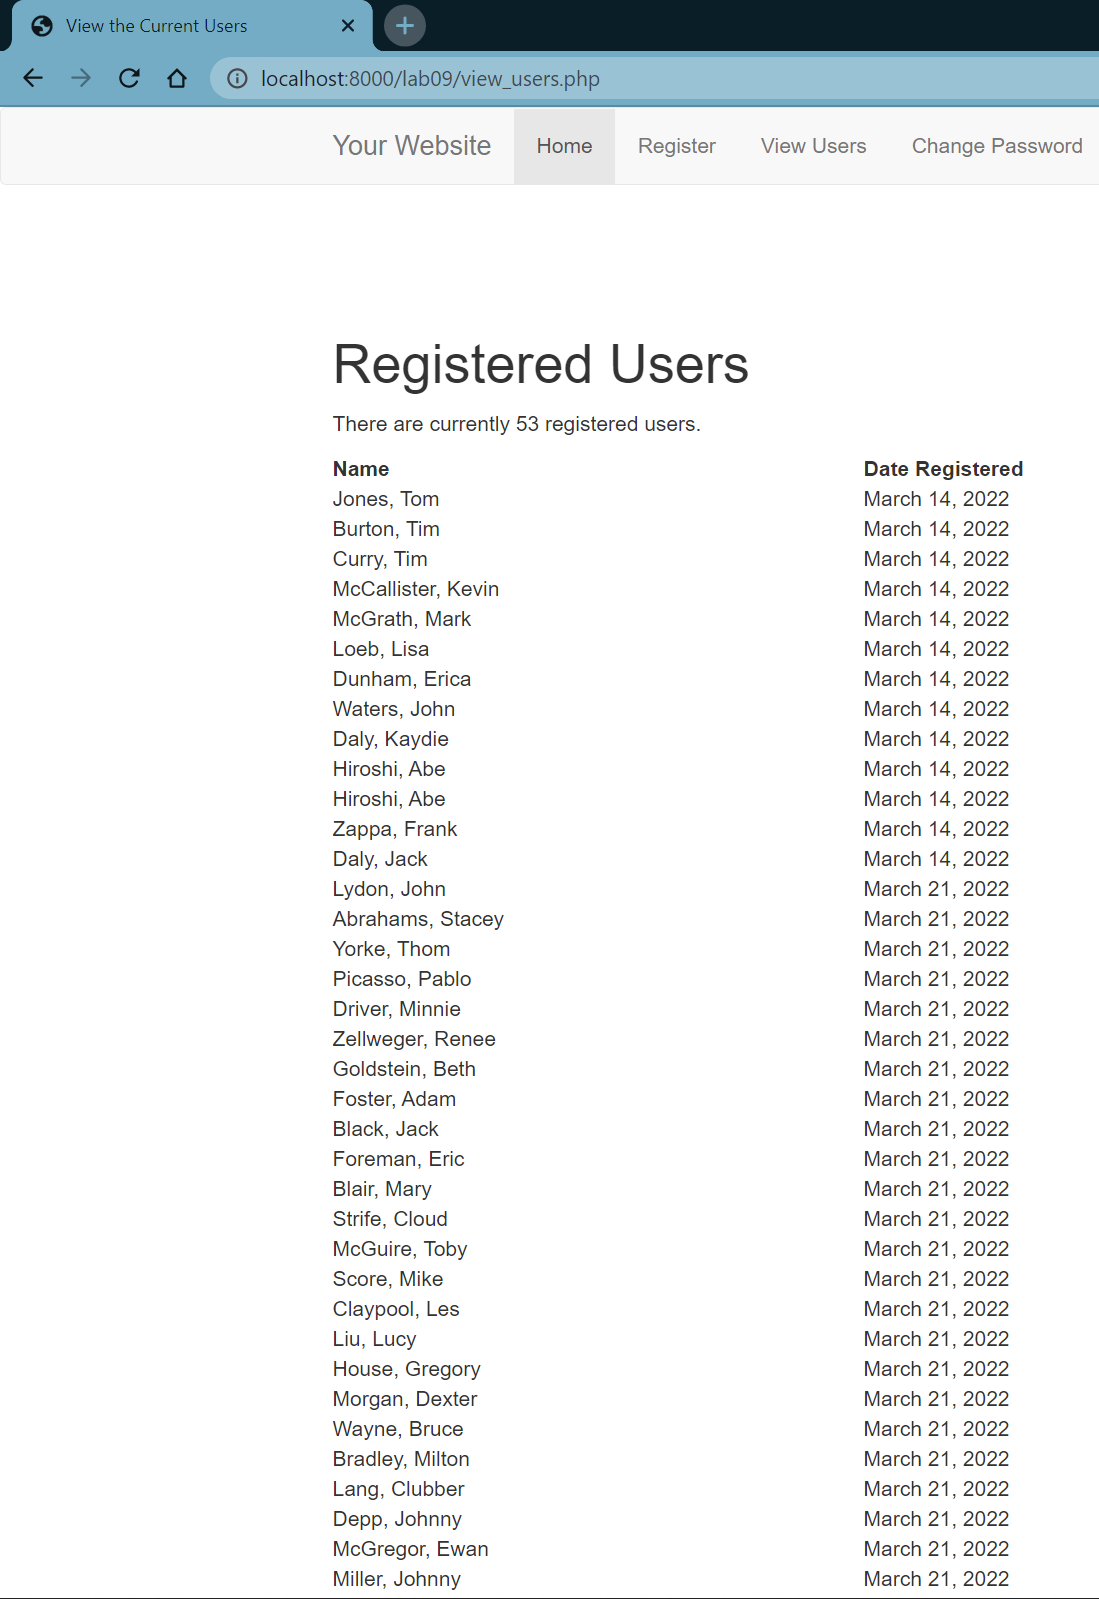 View the Current Users
localhost:8000/lab09/view_users.php
Your Website Home Register View Users Change Password
Registered Users
There are currently 53 registered users.
Name Date Registered
Jones, Tom March 14, 2022
Burton, Tim March 14, 2022
Curry, Tim March 14, 2022
McCallister, Kevin March 14, 2022
McGrath, Mark March 14, 2022
Loeb, Lisa March 14, 2022
Dunham, Erica March 14, 2022
Waters, John March 14, 2022
Daly, Kaydie March 14, 2022
Hiroshi, Abe March 14, 2022
Hiroshi, Abe March 14, 2022
Zappa, Frank March 14, 2022
Daly, Jack March 14, 2022
Lydon, John March 21, 2022
Abrahams, Stacey March 21, 2022
Yorke, Thom March 21, 2022
Picasso, Pablo March 21, 2022
Driver, Minnie March 21, 2022
Zellweger, Renee March 21, 2022
Goldstein, Beth March 21, 2022
Foster, Adam March 21, 2022
Black, Jack March 21, 2022
Foreman, Eric March 21, 2022
Blair, Mary March 21, 2022
Strife, Cloud March 21, 2022
McGuire, Toby March 21, 2022
Score, Mike March 21, 2022
Claypool, Les March 21, 2022
Liu, Lucy March 21, 2022
House, Gregory March 21, 2022
Morgan, Dexter March 21, 2022
Wayne, Bruce March 21, 2022
Bradley, Milton March 21, 2022
Lang, Clubber March 21, 2022
Depp, Johnny March 21, 2022
McGregor, Ewan March 21, 2022
Miller, Johnny March 21, 2022